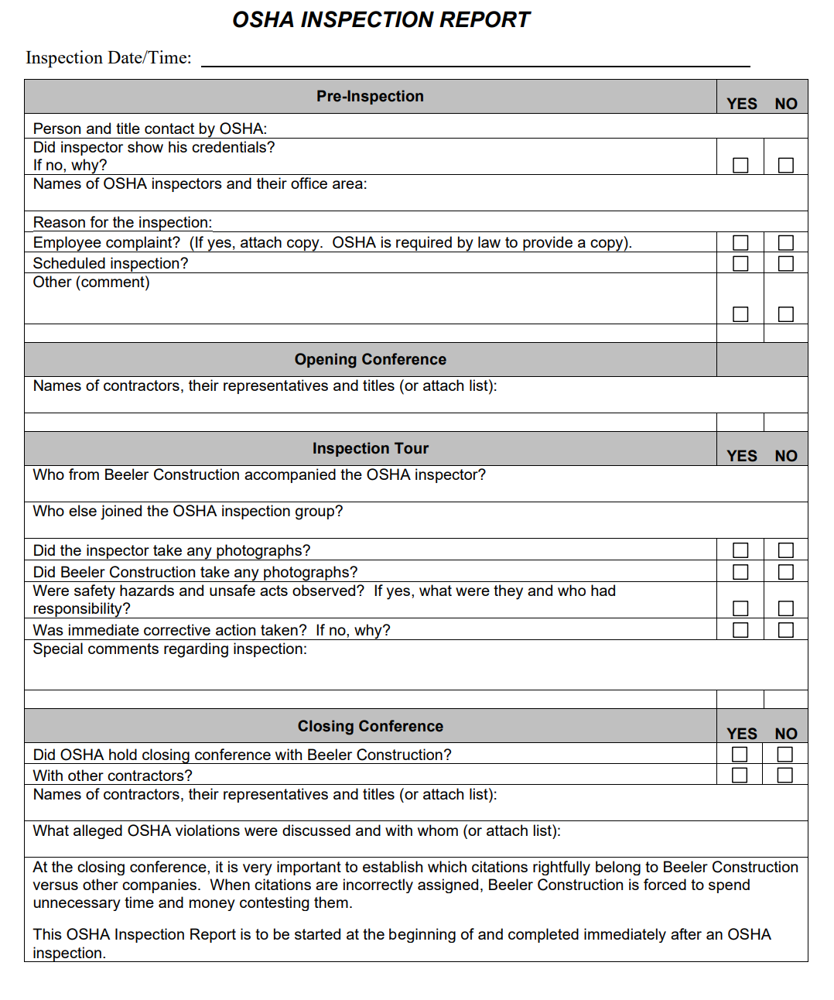 OSHA INSPECTION REPORT
Inspection Date/Time:
Pre-Inspection YES NO
Person and title contact by OSHA:
Did inspector show his credentials?
If no, why?
Names of OSHA inspectors and their office area:
Reason for the inspection:
Employee complaint?  (If yes, attach copy.  OSHA is required by law to provide a copy).
Scheduled inspection?
Other (comment)
Opening Conference
Names of contractors, their representatives and titles (or attach list):
Inspection Tour YES NO
Who from Beeler Construction accompanied the OSHA inspector?
Who else joined the OSHA inspection group?
Did the inspector take any photographs?
Did Beeler Construction take any photographs?
Were safety hazards and unsafe acts observed?  If yes, what were they and who had
responsibility?
Was immediate corrective action taken?  If no, why?
Special comments regarding inspection:
Closing Conference YES NO
Did OSHA hold closing conference with Beeler Construction?
With other contractors?
Names of contractors, their representatives and titles (or attach list):
What alleged OSHA violations were discussed and with whom (or attach list):
At the closing conference, it is very important to establish which citations rightfully belong to Beeler Construction
versus other companies.  When citations are incorrectly assigned, Beeler Construction is forced to spend
unnecessary time and money contesting them.
This OSHA Inspection Report is to be started at the beginning of and completed immediately after an OSHA
inspection.